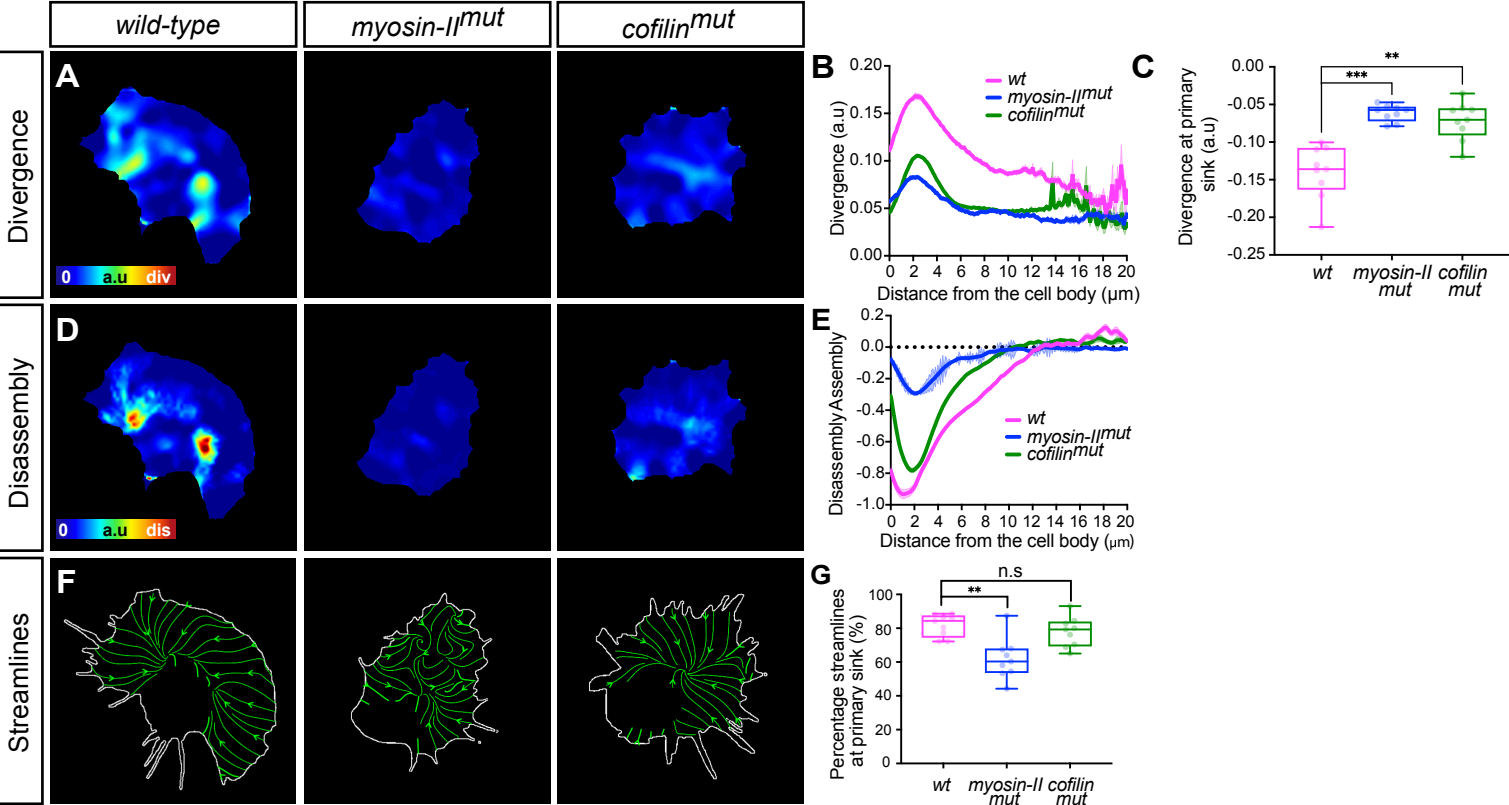 wild-type
myosin-IImut
cofilinmut
Divergence
A
0 a.u div
B
Divergence (a.u)
0.20
0.15
0.10
0.05
0.00
wt
myosin-IImut
cofilinmut
0 2 4 6 8 10 12 14 16 18 20
Distance from the cell body (µm)
C
Divergence at primary
sink (a.u)
**
***
0.00
-0.05
-0.10
-0.15
-0.20
-0.25
wt myosin-II cofilin
mut mut
Disassembly
D
0 a.u dis
E
Disassembly Assembly
0.2
0.0
-0.2
-0.4
-0.6
-0.8
-1.0
wt
myosin-IImut
cofilinmut
0 2 4 6 8 10 12 14 16 18 20
Distance from the cell body (µm)
Streamlines
F
G
Percentage streamlines
at primary sink (%)
n.s
**
100
80
60
40
20
0
wt myosin-II cofilin
mut mut